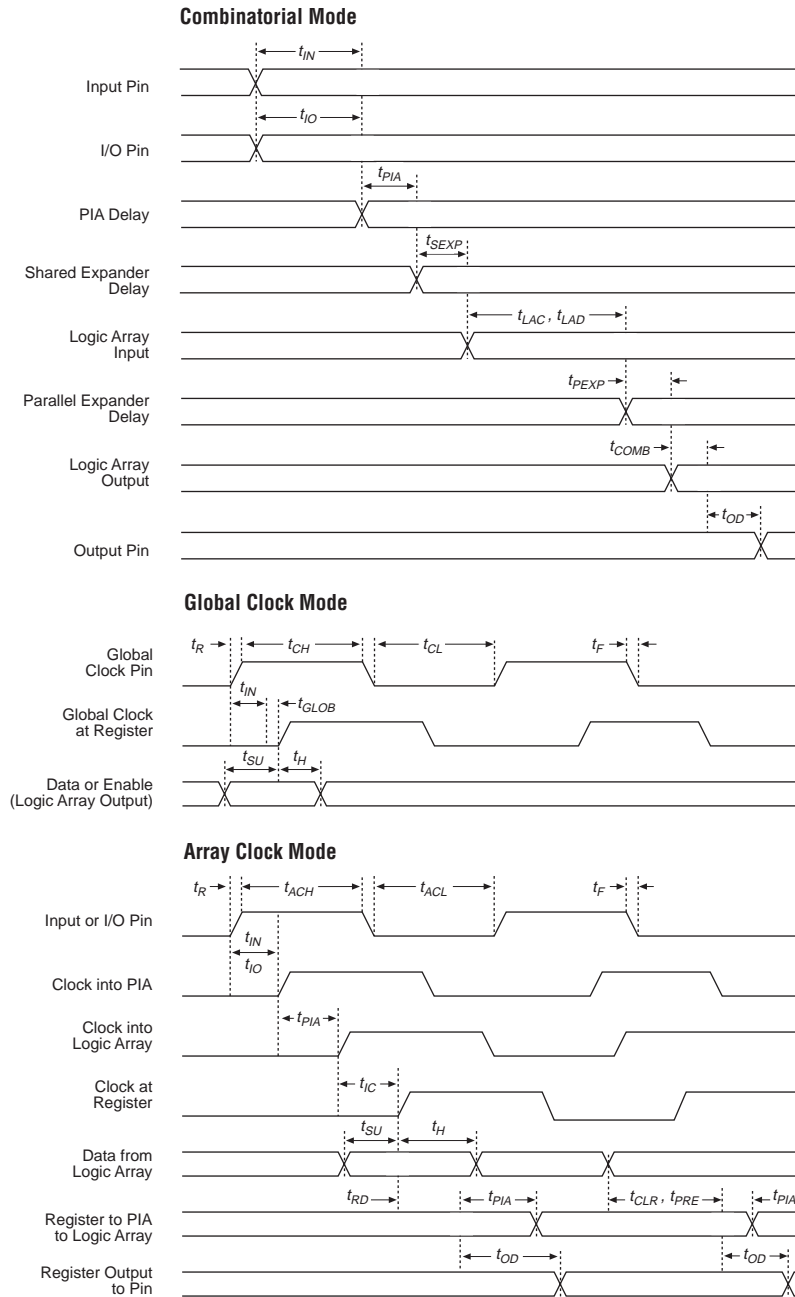 Combinatorial Mode
tIN
Input Pin
tIO
I/O Pin
tPIA
PIA Delay
tSEXP
Shared Expander
Delay
tLAC , tLAD
Logic Array
Input
tPEXP
Parallel Expander
Delay
tCOMB
Logic Array
Output
tOD
Output Pin
Global Clock Mode
tR tCH tCL tF
Global
Clock Pin
tIN
tGLOB
Global Clock
at Register
tSU tH
Data or Enable
(Logic Array Output)
Array Clock Mode
tR tACH tACL tF
Input or I/O Pin
tIN
tIO
Clock into PIA
tPIA
Clock into
Logic Array
tIC
Clock at
Register
tSU tH
Data from
Logic Array
tRD tPIA tCLR , tPRE tPIA
Register to PIA
to Logic Array
tOD tOD
Register Output
to Pin